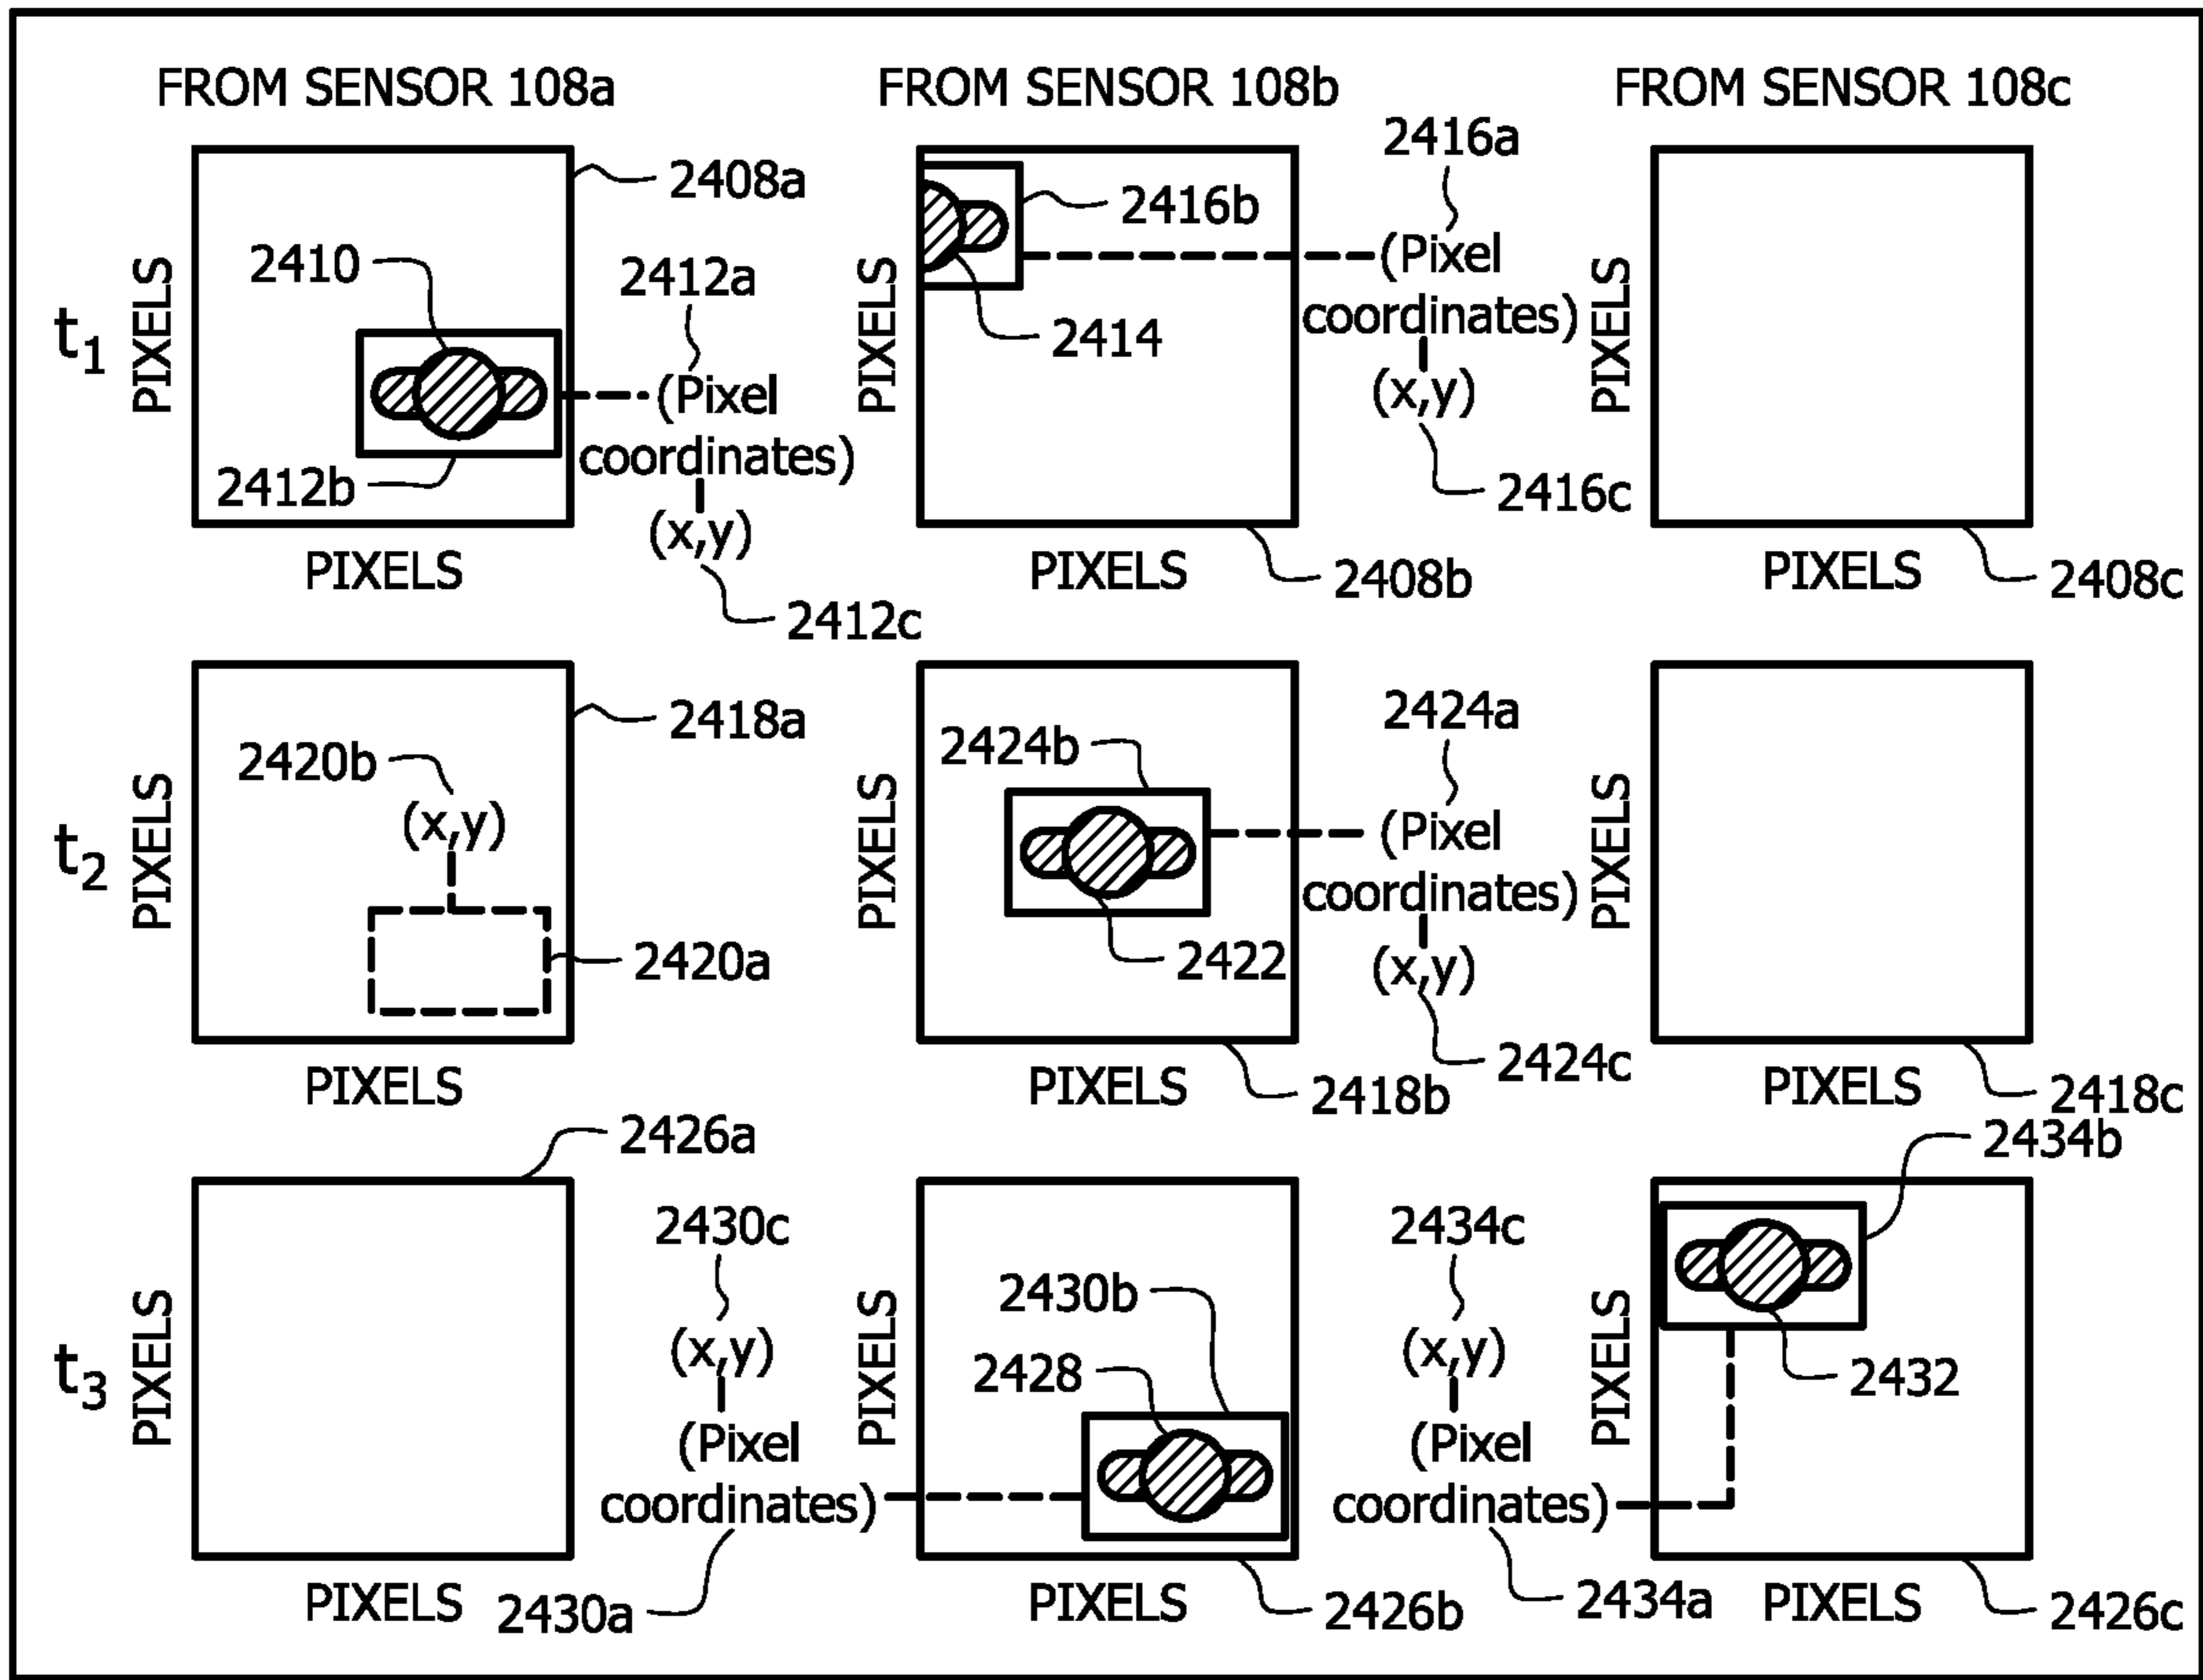 FROM SENSOR 108a
FROM SENSOR 108b
FROM SENSOR 108c
t1
PIXELS
2408a
2410
2412a
(Pixel
coordinates)
(x,y)
2412b
2412c
PIXELS
PIXELS
2416a
2416b
(Pixel
coordinates)
(x,y)
2414
2416c
PIXELS
2408b
PIXELS
PIXELS
2408c
t2
PIXELS
2418a
2420b
(x,y)
2420a
PIXELS
PIXELS
2424a
2424b
(Pixel
coordinates)
(x,y)
2422
2424c
PIXELS
2418b
PIXELS
PIXELS
2418c
t3
PIXELS
2426a
PIXELS
2430c
(x,y)
(Pixel
coordinates)
2430a
PIXELS
2430b
2428
PIXELS
2426b
2434c
(x,y)
(Pixel
coordinates)
2434a
PIXELS
2434b
2432
PIXELS
2426c